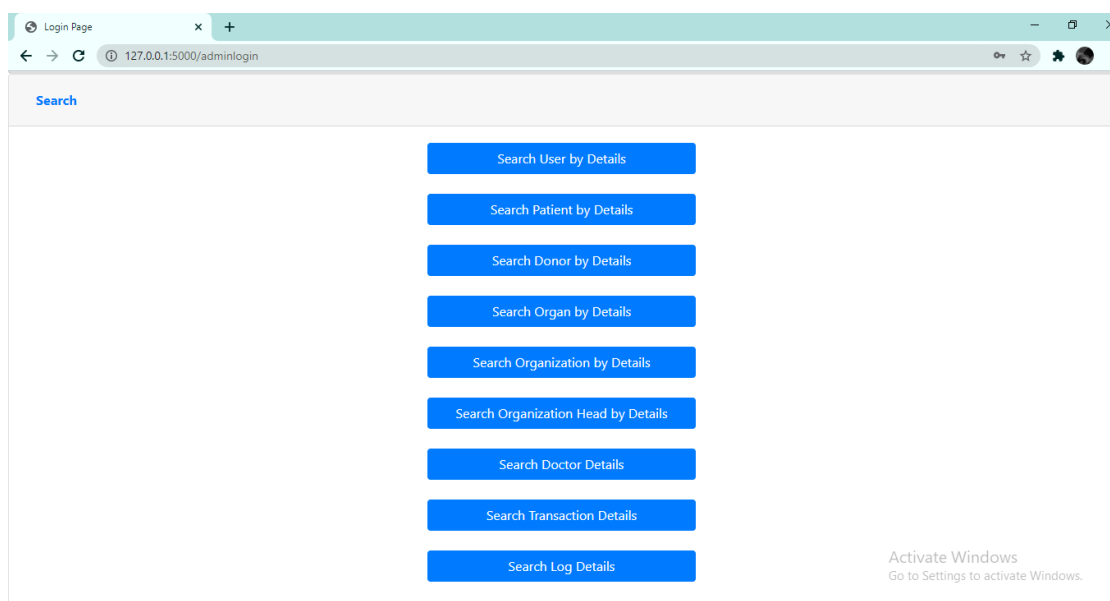 Login Page
127.0.0.1:5000/adminlogin
Search
Search User by Details
Search Patient by Details
Search Donor by Details
Search Organ by Details
Search Organization by Details
Search Organization Head by Details
Search Doctor Details
Search Transaction Details
Search Log Details
Activate Windows
Go to Settings to activate Windows.